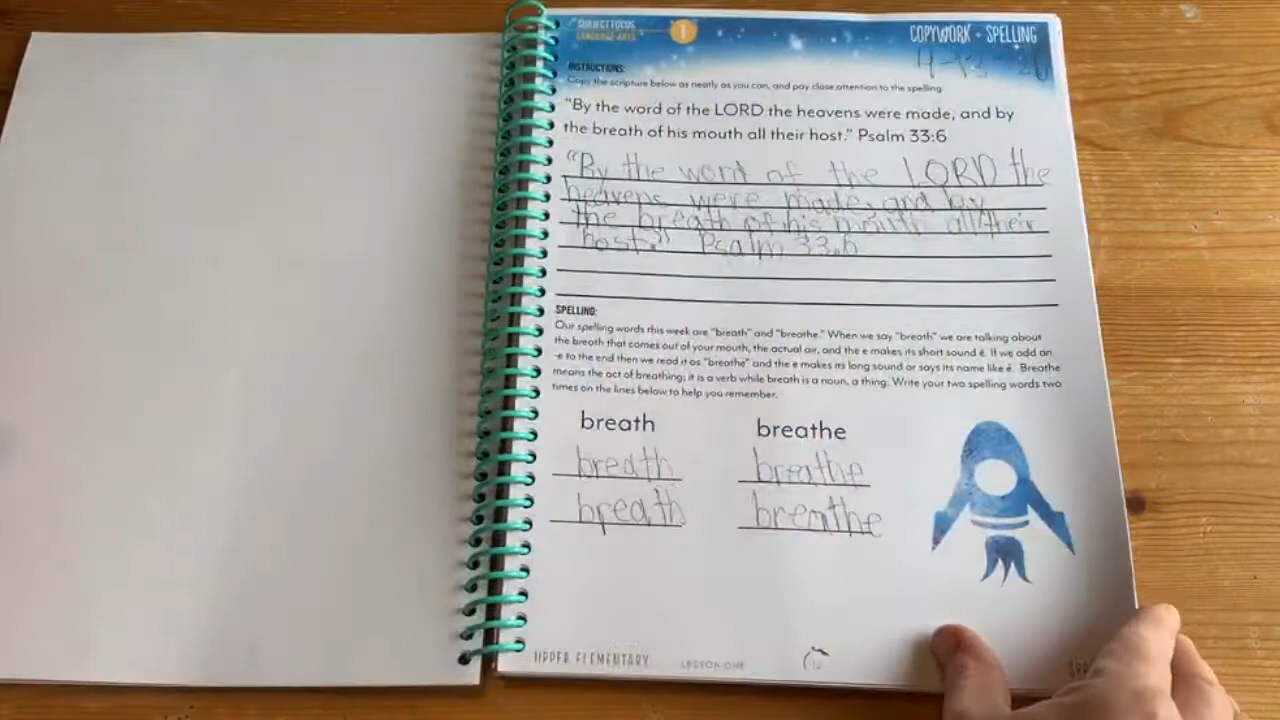 SUBJECT FOCUS
LANGUAGE ARTS
1
COPYWORK + SPELLING
INSTRUCTIONS:
Copy the scripture below as nearly as you can, and pay close attention to the spelling.
"By the word of the LORD the heavens were made, and by
the breath of his mouth all their host." Psalm 33:6
"By the word of the LORD the
heavens were made, and by
the breath of his mouth all their
host." Psalm 33:6
SPELLING:
Our spelling words this week are "breath" and "breathe." When we say "breath" we are talking about
the breath that comes out of your mouth, the actual air, and the e makes its short sound ĕ. If we add an
-e to the end then we read it as "breathe" and the e makes its long sound or says its name like ē. Breathe
means the act of breathing; it is a verb while breath is a noun, a thing. Write your two spelling words two
times on the lines below to help you remember.
breath breathe
breath breathe
breath breathe
UPPER ELEMENTARY LESSON ONE 12